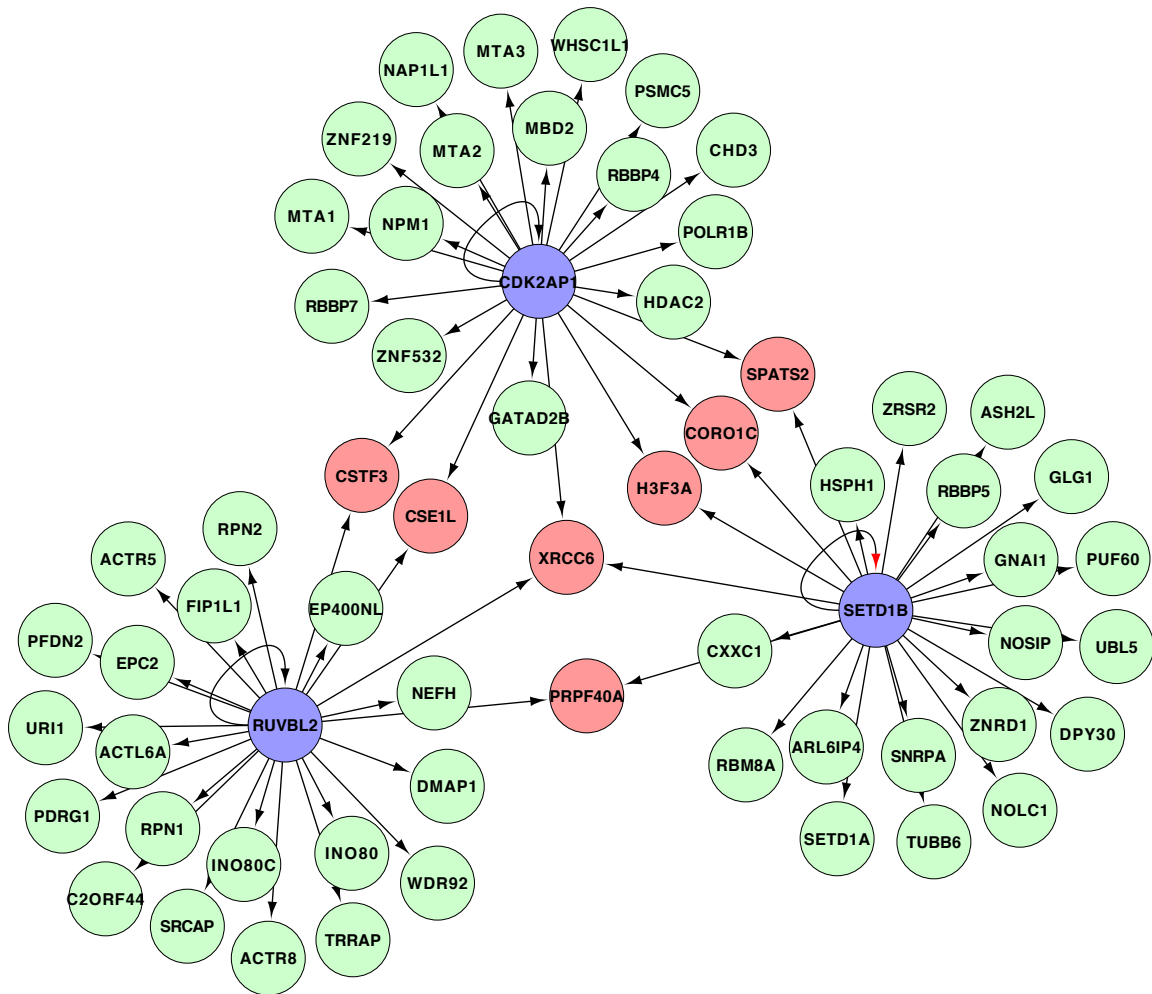 MTA3
WHSC1L1
NAP1L1
PSMC5
MBD2
ZNF219
MTA2
CHD3
RBBP4
MTA1
NPM1
POLR1B
CDK2AP1
RBBP7
HDAC2
ZNF532
SPATS2
ZRSR2
ASH2L
GATAD2B
CORO1C
CSTF3
GLG1
HSPH1
H3F3A
RBBP5
CSE1L
RPN2
ACTR5
XRCC6
GNAI1
PUF60
FIP1L1
EP400NL
SETD1B
PFDN2
NOSIP
UBL5
EPC2
CXXC1
NEFH
PRPF40A
URI1
RUVBL2
ZNRD1
DPY30
ACTL6A
ARL6IP4
SNRPA
RBM8A
DMAP1
NOLC1
PDRG1
RPN1
SETD1A
TUBB6
INO80
INO80C
WDR92
C2ORF44
SRCAP
TRRAP
ACTR8